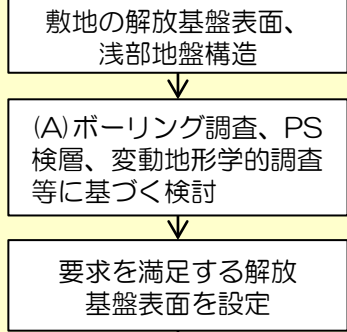 敷地の解放基盤表面、
浅部地盤構造
(A)ボーリング調査、PS
検層、変動地形学的調査
等に基づく検討
要求を満足する解放
基盤表面を設定